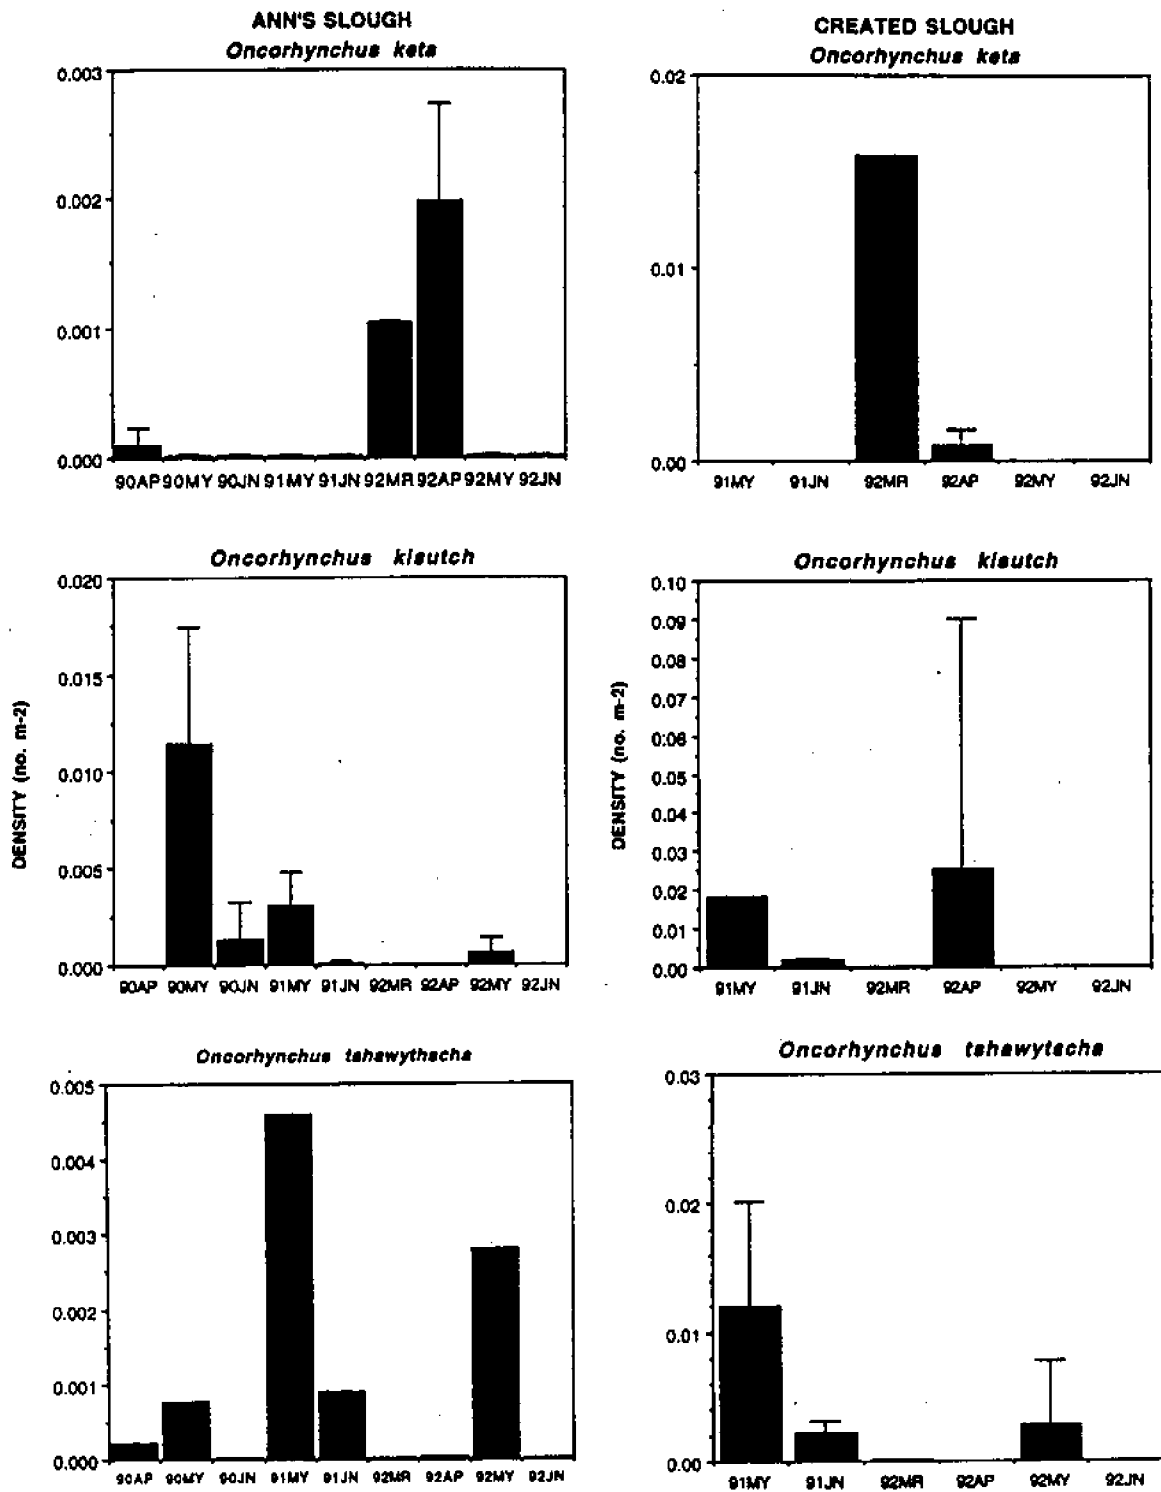 ANN'S SLOUGH
Oncorhynchus keta
0.003
0.002
0.001
0.000
90AP 90MY 90JN 91MY 91JN 92MR 92AP 92MY 92JN
CREATED SLOUGH
Oncorhynchus keta
0.02
0.01
0.00
91MY 91JN 92MR 92AP 92MY 92JN
Oncorhynchus kisutch
0.020
0.015
0.010
0.005
0.000
DENSITY (no. m-2)
90AP 90MY 90JN 91MY 91JN 92MR 92AP 92MY 92JN
Oncorhynchus kisutch
0.10
0.09
0.08
0.07
0.06
0.05
0.04
0.03
0.02
0.01
0.00
DENSITY (no. m-2)
91MY 91JN 92MR 92AP 92MY 92JN
Oncorhynchus tshawythscha
0.005
0.004
0.003
0.002
0.001
0.000
90AP 90MY 90JN 91MY 91JN 92MR 92AP 92MY 92JN
Oncorhynchus tshawytscha
0.03
0.02
0.01
0.00
91MY 91JN 92MR 92AP 92MY 92JN